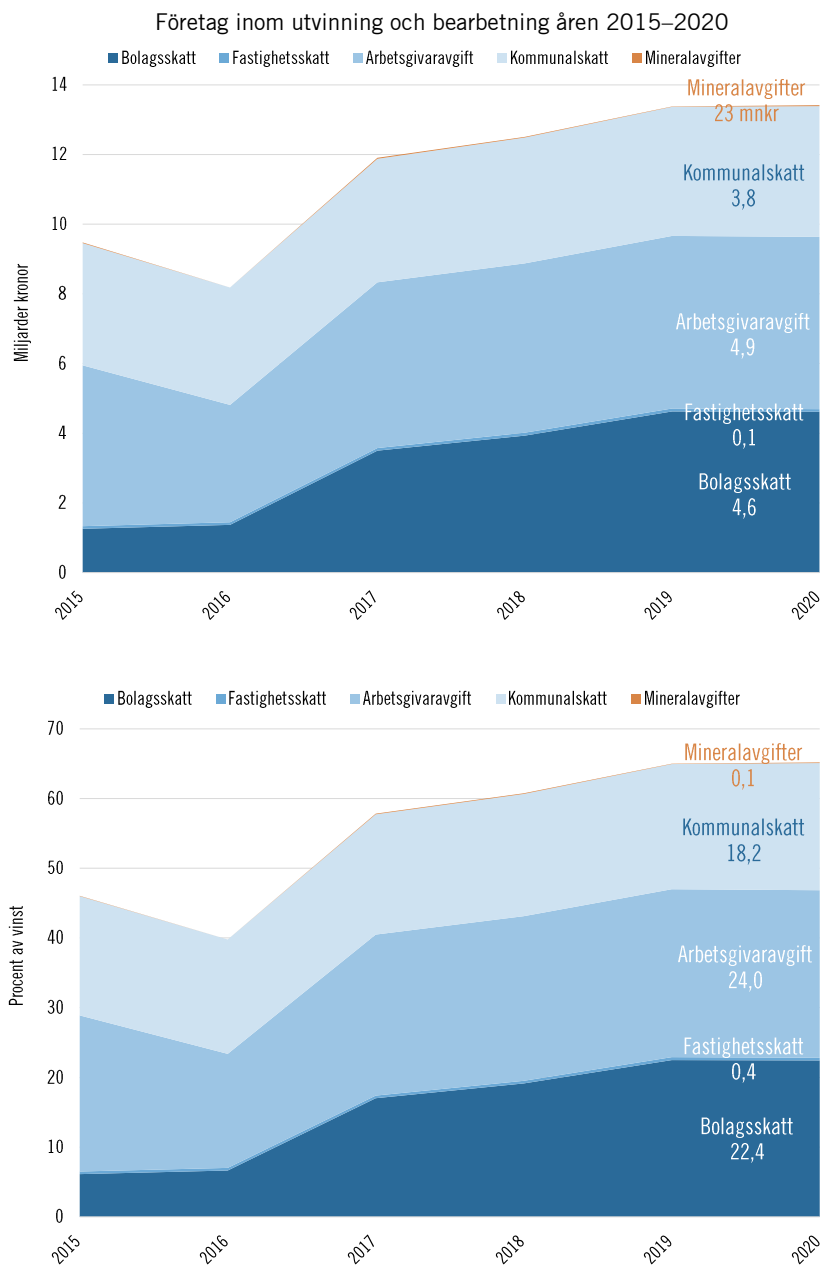 Företag inom utvinning och bearbetning åren 2015–2020
Bolagsskatt Fastighetsskatt Arbetsgivaravgift Kommunalskatt Mineralavgifter
14
12
10
8
6
4
2
0
Miljarder kronor
Mineralavgifter
23 mnkr
Kommunalskatt
3,8
Arbetsgivaravgift
4,9
Fastighetsskatt
0,1
Bolagsskatt
4,6
2015 2016 2017 2018 2019 2020
Bolagsskatt Fastighetsskatt Arbetsgivaravgift Kommunalskatt Mineralavgifter
70
60
50
40
30
20
10
0
Procent av vinst
Mineralavgifter
0,1
Kommunalskatt
18,2
Arbetsgivaravgift
24,0
Fastighetsskatt
0,4
Bolagsskatt
22,4
2015 2016 2017 2018 2019 2020